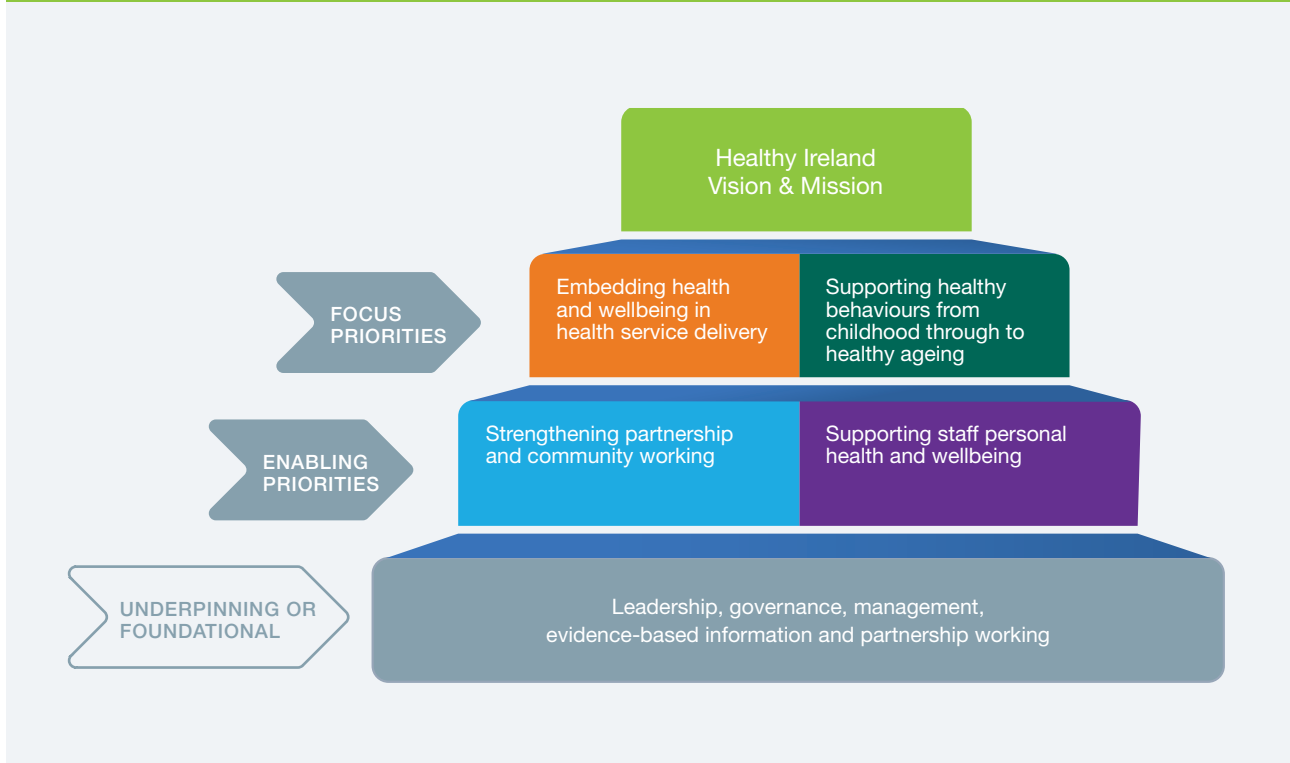 Healthy Ireland
Vision & Mission
FOCUS
PRIORITIES
Embedding health
and wellbeing in
health service delivery
Supporting healthy
behaviours from
childhood through to
healthy ageing
ENABLING
PRIORITIES
Strengthening partnership
and community working
Supporting staff personal
health and wellbeing
UNDERPINNING OR
FOUNDATIONAL
Leadership, governance, management,
evidence-based information and partnership working